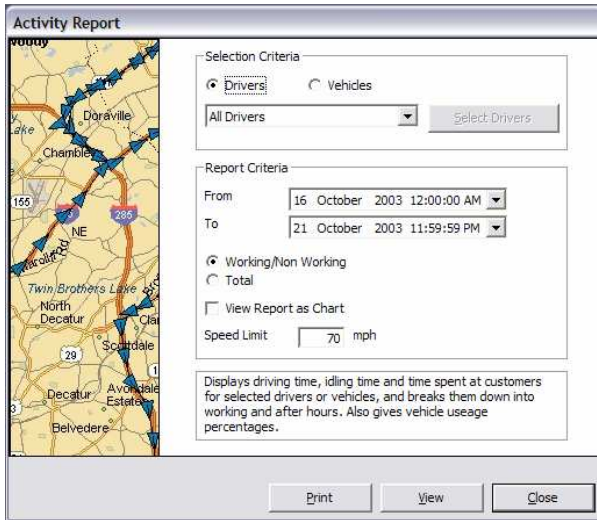 Activity Report
Woody
Lake
Doraville
Chamblee
155
285
NE
Twin Brothers Lake
North
Decatur
Scottdale
29
Decatur
Avondale
Estate
Belvedere
Selection Criteria
Drivers
Vehicles
All Drivers
Select Drivers
Report Criteria
From
16 October 2003 12:00:00 AM
To
21 October 2003 11:59:59 PM
Working/Non Working
Total
View Report as Chart
Speed Limit 70 mph
Displays driving time, idling time and time spent at customers
for selected drivers or vehicles, and breaks them down into
working and after hours. Also gives vehicle useage
percentages.
Print
View
Close